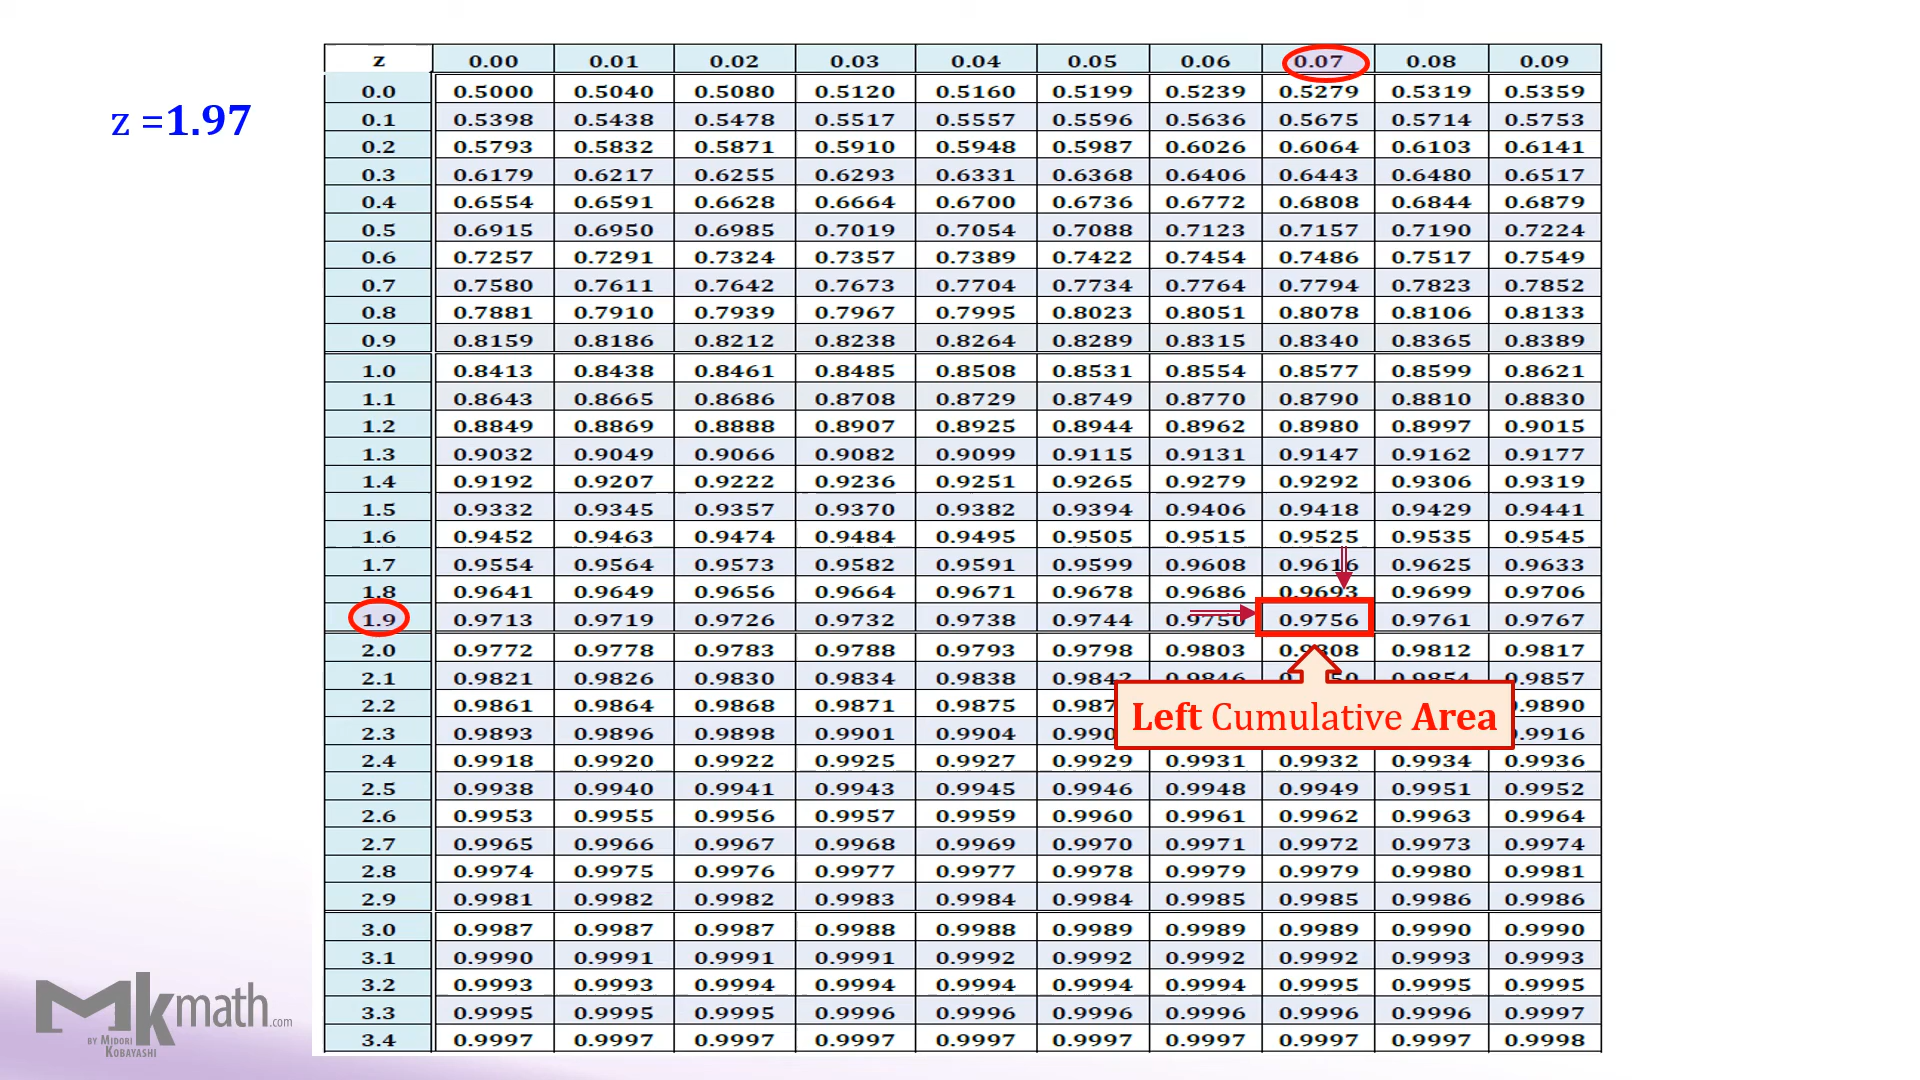 z =1.97
z 0.00 0.01 0.02 0.03 0.04 0.05 0.06 0.07 0.08 0.09
0.0 0.5000 0.5040 0.5080 0.5120 0.5160 0.5199 0.5239 0.5279 0.5319 0.5359
0.1 0.5398 0.5438 0.5478 0.5517 0.5557 0.5596 0.5636 0.5675 0.5714 0.5753
0.2 0.5793 0.5832 0.5871 0.5910 0.5948 0.5987 0.6026 0.6064 0.6103 0.6141
0.3 0.6179 0.6217 0.6255 0.6293 0.6331 0.6368 0.6406 0.6443 0.6480 0.6517
0.4 0.6554 0.6591 0.6628 0.6664 0.6700 0.6736 0.6772 0.6808 0.6844 0.6879
0.5 0.6915 0.6950 0.6985 0.7019 0.7054 0.7088 0.7123 0.7157 0.7190 0.7224
0.6 0.7257 0.7291 0.7324 0.7357 0.7389 0.7422 0.7454 0.7486 0.7517 0.7549
0.7 0.7580 0.7611 0.7642 0.7673 0.7704 0.7734 0.7764 0.7794 0.7823 0.7852
0.8 0.7881 0.7910 0.7939 0.7967 0.7995 0.8023 0.8051 0.8078 0.8106 0.8133
0.9 0.8159 0.8186 0.8212 0.8238 0.8264 0.8289 0.8315 0.8340 0.8365 0.8389
1.0 0.8413 0.8438 0.8461 0.8485 0.8508 0.8531 0.8554 0.8577 0.8599 0.8621
1.1 0.8643 0.8665 0.8686 0.8708 0.8729 0.8749 0.8770 0.8790 0.8810 0.8830
1.2 0.8849 0.8869 0.8888 0.8907 0.8925 0.8944 0.8962 0.8980 0.8997 0.9015
1.3 0.9032 0.9049 0.9066 0.9082 0.9099 0.9115 0.9131 0.9147 0.9162 0.9177
1.4 0.9192 0.9207 0.9222 0.9236 0.9251 0.9265 0.9279 0.9292 0.9306 0.9319
1.5 0.9332 0.9345 0.9357 0.9370 0.9382 0.9394 0.9406 0.9418 0.9429 0.9441
1.6 0.9452 0.9463 0.9474 0.9484 0.9495 0.9505 0.9515 0.9525 0.9535 0.9545
1.7 0.9554 0.9564 0.9573 0.9582 0.9591 0.9599 0.9608 0.9616 0.9625 0.9633
1.8 0.9641 0.9649 0.9656 0.9664 0.9671 0.9678 0.9686 0.9693 0.9699 0.9706
1.9 0.9713 0.9719 0.9726 0.9732 0.9738 0.9744 0.9750 0.9756 0.9761 0.9767
2.0 0.9772 0.9778 0.9783 0.9788 0.9793 0.9798 0.9803 0.9808 0.9812 0.9817
2.1 0.9821 0.9826 0.9830 0.9834 0.9838 0.9842 0.9846 0.9854 0.9857
2.2 0.9861 0.9864 0.9868 0.9871 0.9875 0.9890
2.3 0.9893 0.9896 0.9898 0.9901 0.9904 0.9916
Left Cumulative Area
2.4 0.9918 0.9920 0.9922 0.9925 0.9927 0.9929 0.9931 0.9932 0.9934 0.9936
2.5 0.9938 0.9940 0.9941 0.9943 0.9945 0.9946 0.9948 0.9949 0.9951 0.9952
2.6 0.9953 0.9955 0.9956 0.9957 0.9959 0.9960 0.9961 0.9962 0.9963 0.9964
2.7 0.9965 0.9966 0.9967 0.9968 0.9969 0.9970 0.9971 0.9972 0.9973 0.9974
2.8 0.9974 0.9975 0.9976 0.9977 0.9977 0.9978 0.9979 0.9979 0.9980 0.9981
2.9 0.9981 0.9982 0.9982 0.9983 0.9984 0.9984 0.9985 0.9985 0.9986 0.9986
3.0 0.9987 0.9987 0.9987 0.9988 0.9988 0.9989 0.9989 0.9989 0.9990 0.9990
3.1 0.9990 0.9991 0.9991 0.9991 0.9992 0.9992 0.9992 0.9992 0.9993 0.9993
3.2 0.9993 0.9993 0.9994 0.9994 0.9994 0.9994 0.9994 0.9995 0.9995 0.9995
3.3 0.9995 0.9995 0.9995 0.9996 0.9996 0.9996 0.9996 0.9996 0.9996 0.9997
3.4 0.9997 0.9997 0.9997 0.9997 0.9997 0.9997 0.9997 0.9997 0.9997 0.9998
Mkmath.com
BY MIDORI
KOBAYASHI